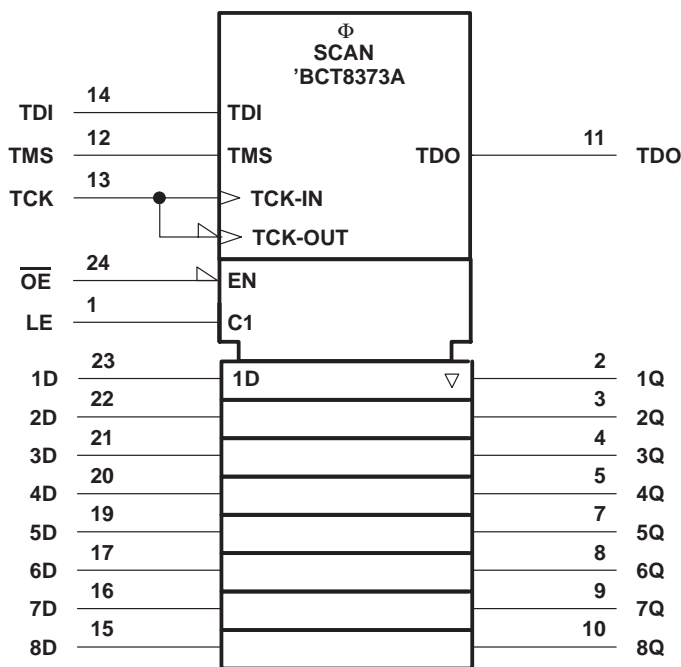 Φ
SCAN
'BCT8373A
TDI 14 TDI
TMS 12 TMS TDO 11 TDO
TCK 13 TCK-IN
TCK-OUT
OE 24 EN
LE 1 C1
1D 23 1D 2 1Q
2D 22 3 2Q
3D 21 4 3Q
4D 20 5 4Q
5D 19 7 5Q
6D 17 8 6Q
7D 16 9 7Q
8D 15 10 8Q